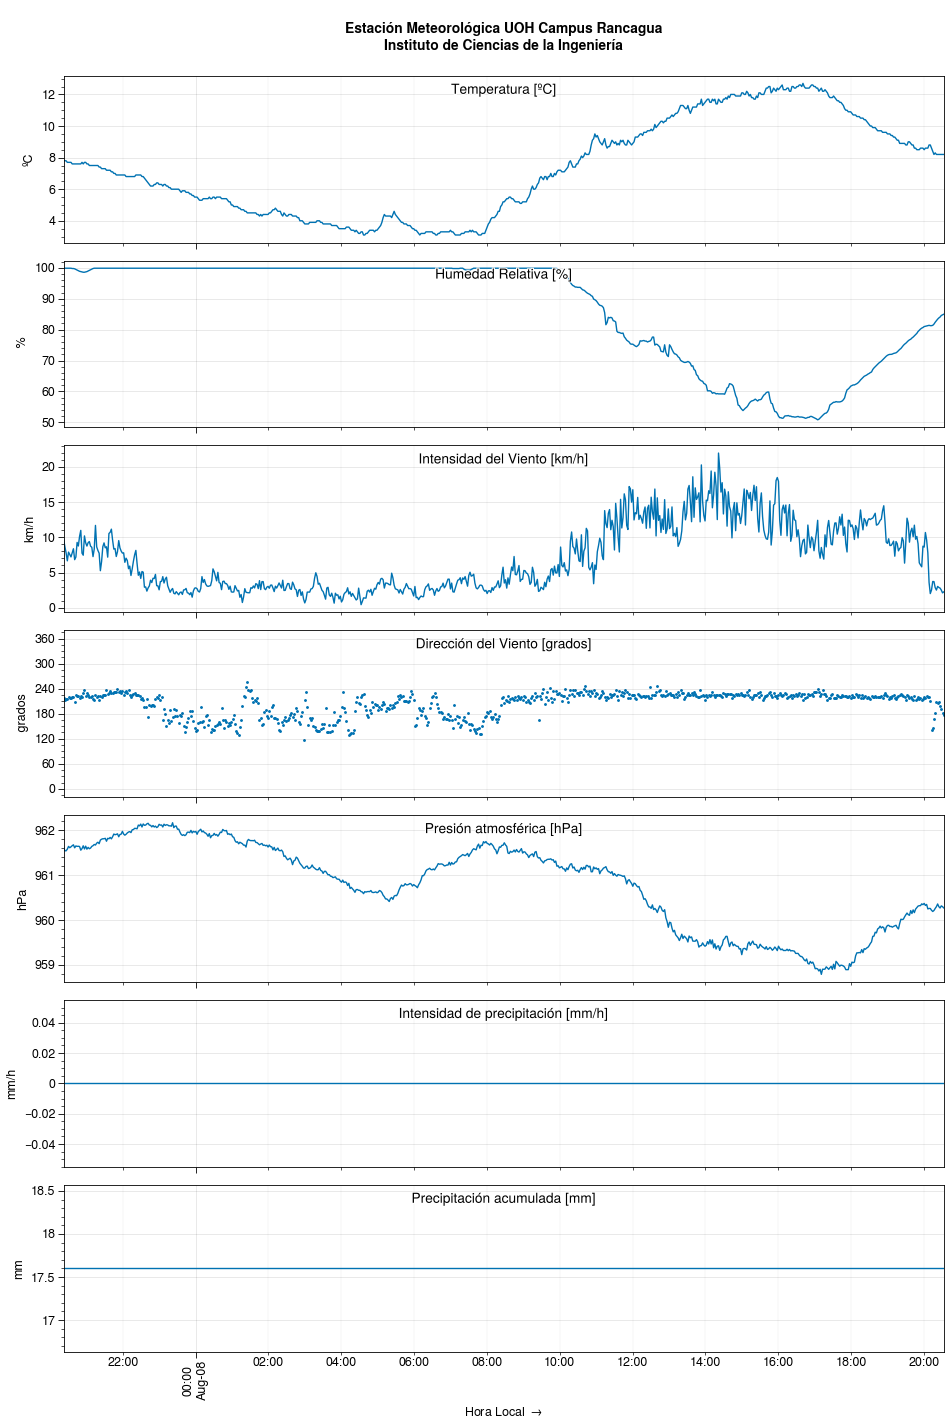 Estación Meteorológica UOH Campus Rancagua
Instituto de Ciencias de la Ingeniería
Temperatura [ºC]
12
10
8
6
4
ºC
Humedad Relativa [%]
100
90
80
70
60
50
%
Intensidad del Viento [km/h]
20
15
10
5
0
km/h
Dirección del Viento [grados]
360
300
240
180
120
60
0
grados
Presión atmosférica [hPa]
962
961
960
959
hPa
Intensidad de precipitación [mm/h]
0.04
0.02
0
−0.02
−0.04
mm/h
Precipitación acumulada [mm]
18.5
18
17.5
17
mm
22:00
00:00
Aug-08
02:00
04:00
06:00
08:00
10:00
12:00
14:00
16:00
18:00
20:00
Hora Local →